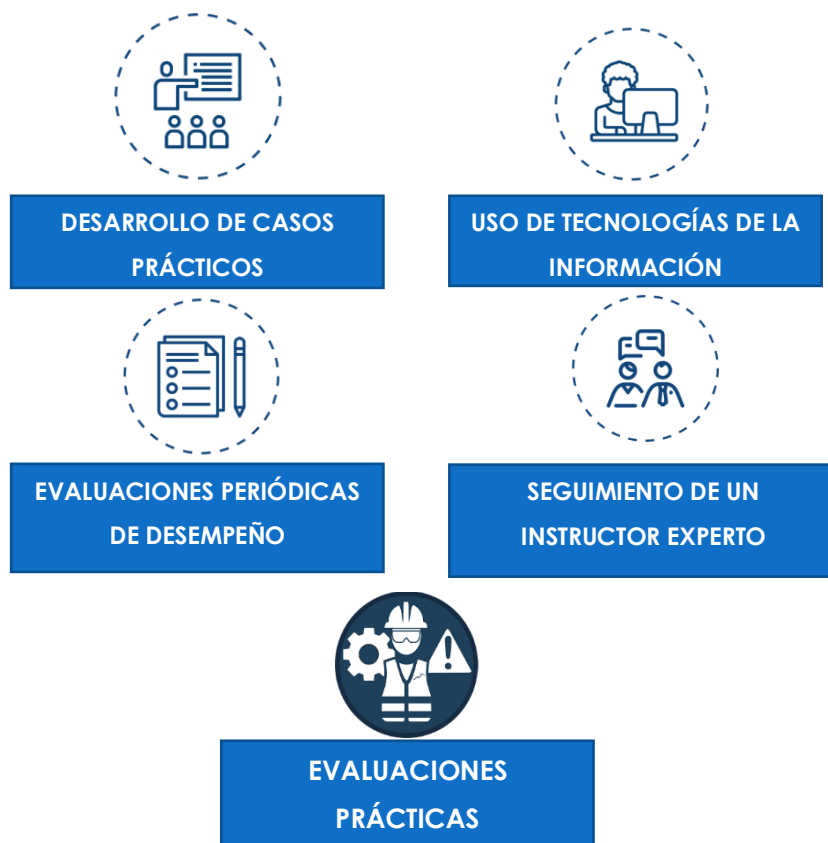 DESARROLLO DE CASOS
PRÁCTICOS
USO DE TECNOLOGÍAS DE LA
INFORMACIÓN
EVALUACIONES PERIÓDICAS
DE DESEMPEÑO
SEGUIMIENTO DE UN
INSTRUCTOR EXPERTO
EVALUACIONES
PRÁCTICAS